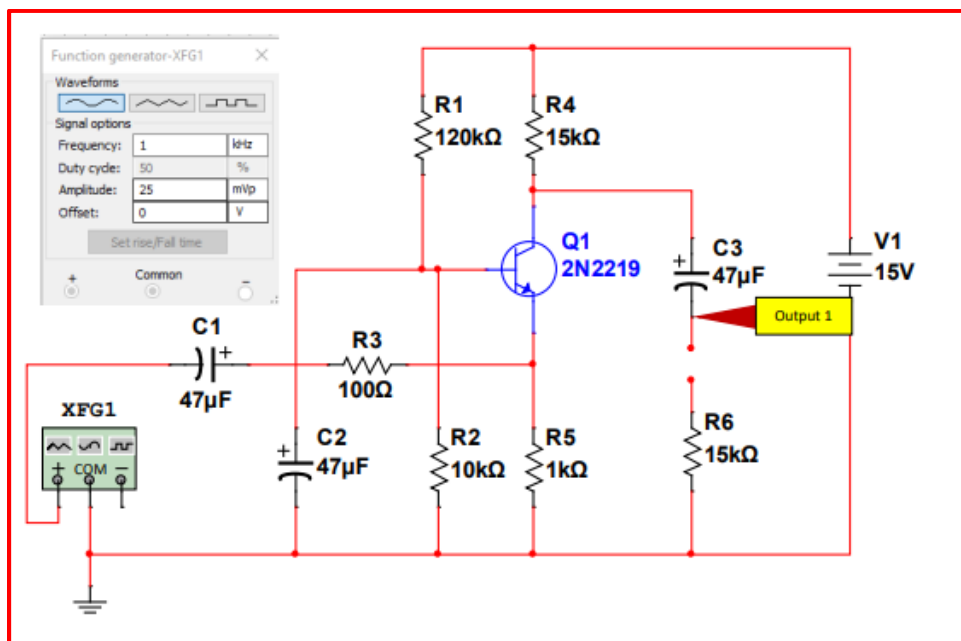 Function generator-XFG1
Waveforms
Signal options
Frequency: 1 kHz
Duty cycle: 50 %
Amplitude: 25 mVp
Offset: 0 V
Set rise/Fall time
+ Common −
R1
120kΩ
R4
15kΩ
Q1
2N2219
C3
+
47µF
V1
15V
Output 1
C1
+
47µF
R3
100Ω
XFG1
+ COM −
C2
+
47µF
R2
10kΩ
R5
1kΩ
R6
15kΩ